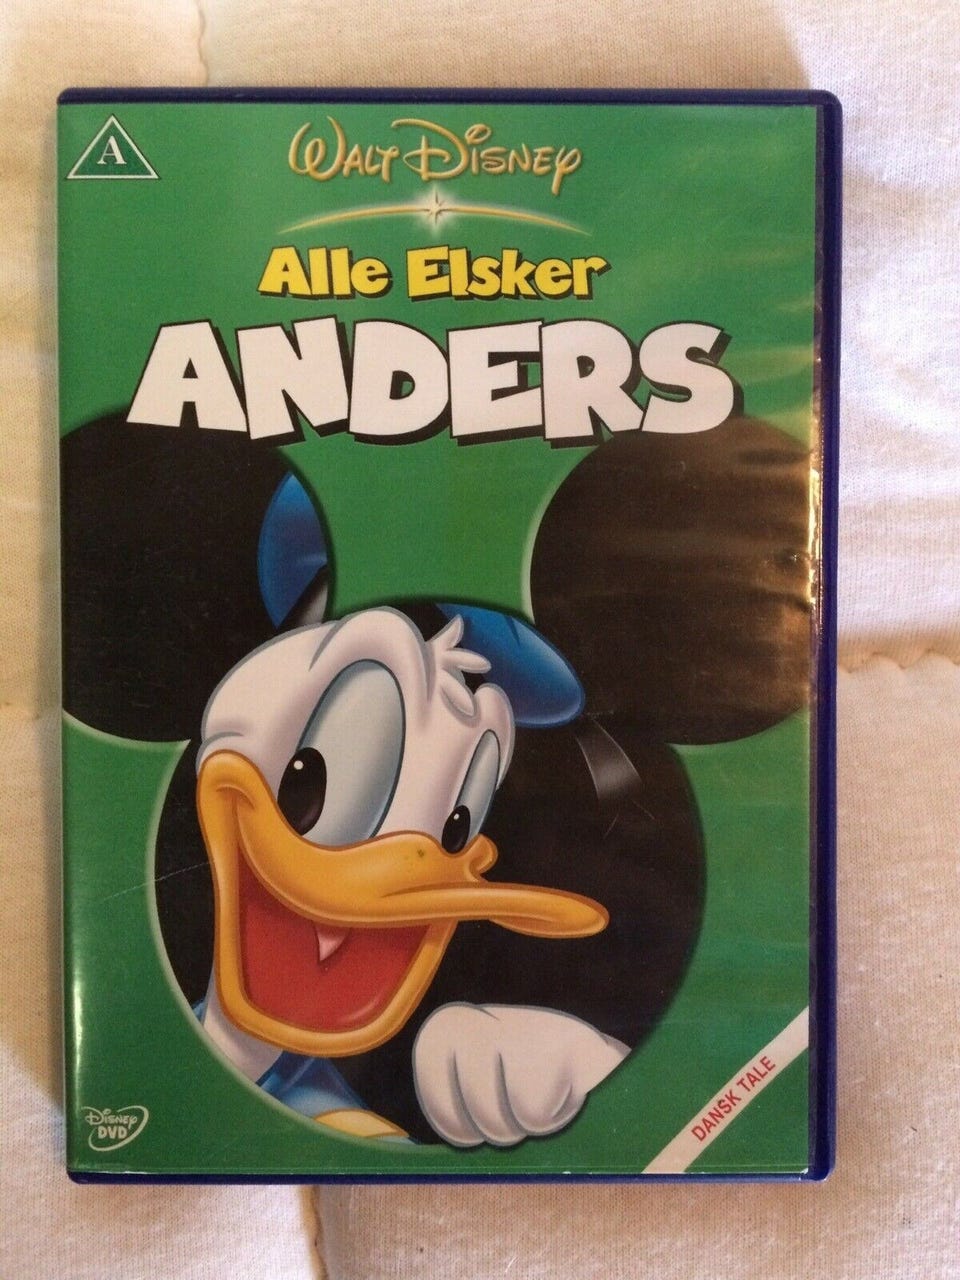 A
WALT DISNEY
Alle Elsker
ANDERS
DANSK TALE
DISNEY
DVD